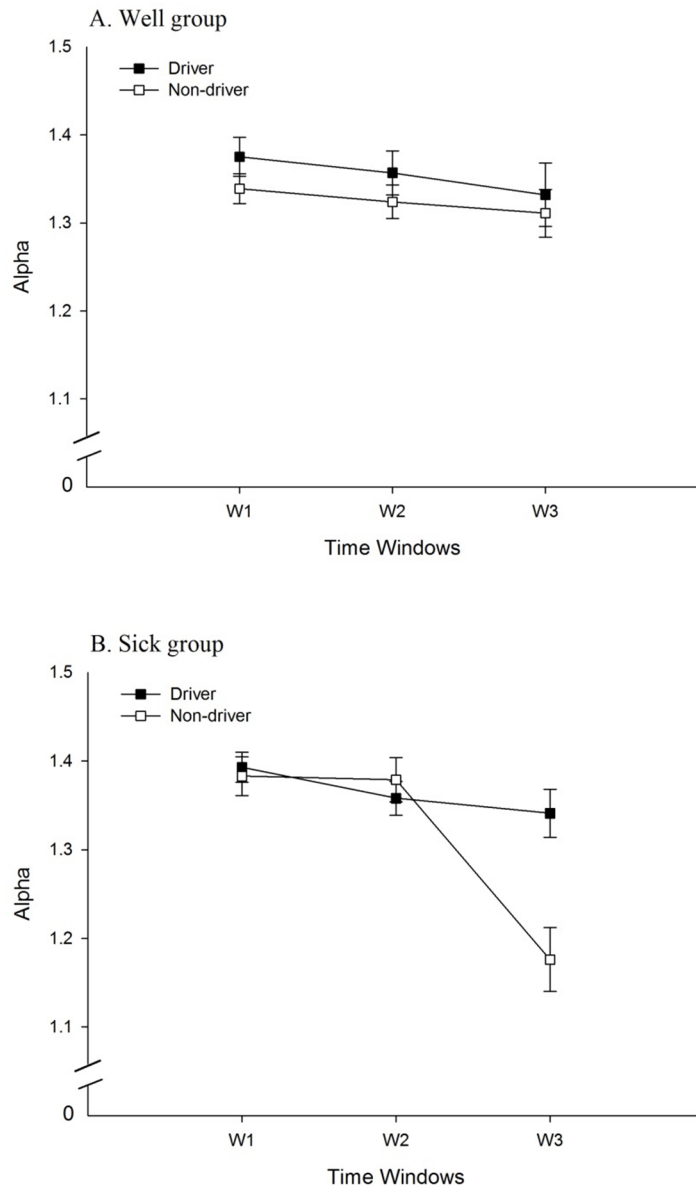 A. Well group
1.5
Driver
Non-driver
1.4
1.3
Alpha
1.2
1.1
0
W1 W2 W3
Time Windows
B. Sick group
1.5
Driver
Non-driver
1.4
1.3
Alpha
1.2
1.1
0
W1 W2 W3
Time Windows